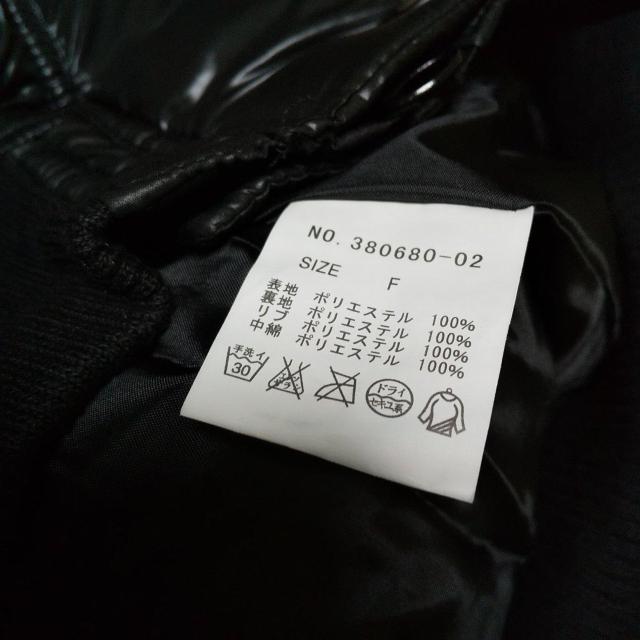 NO. 380680-02
SIZE F
表地 ポリエステル 100%
裏地 ポリエステル 100%
リブ ポリエステル 100%
中綿 ポリエステル 100%
手洗イ
30
ドライ
セキユ系